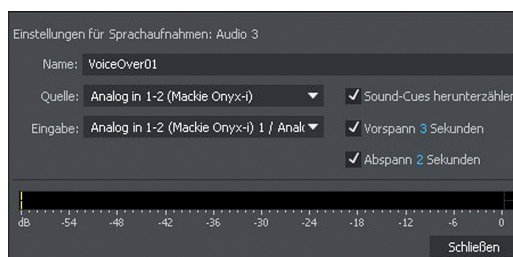 Einstellungen für Sprachaufnahmen: Audio 3
Name: VoiceOver01
Quelle: Analog in 1-2 (Mackie Onyx-i)
Sound-Cues herunterzählen
Eingabe: Analog in 1-2 (Mackie Onyx-i) 1 / Analo
Vorspann 3 Sekunden
Abspann 2 Sekunden
dB -54 -48 -42 -36 -30 -24 -18 -12 -6 0
Schließen